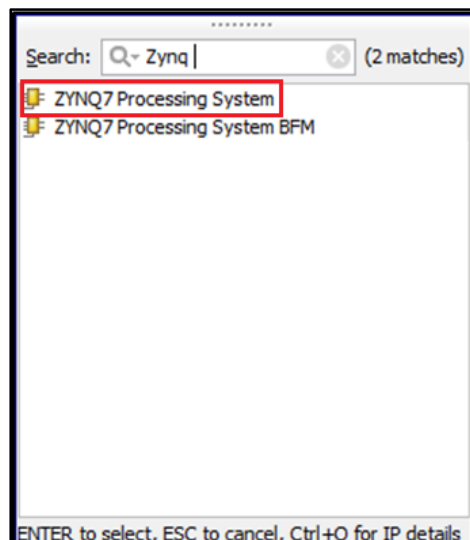 Search: Zynq (2 matches)
ZYNQ7 Processing System
ZYNQ7 Processing System BFM
ENTER to select, ESC to cancel, Ctrl+Q for IP details